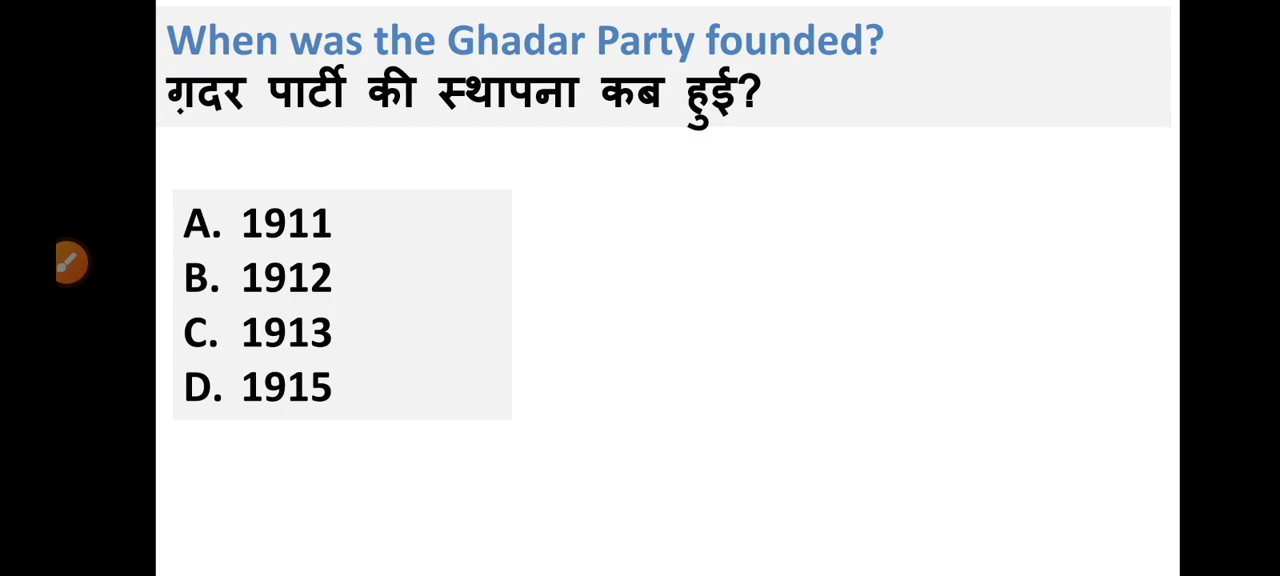 When was the Ghadar Party founded?
ग़दर पार्टी की स्थापना कब हुई?
A. 1911
B. 1912
C. 1913
D. 1915